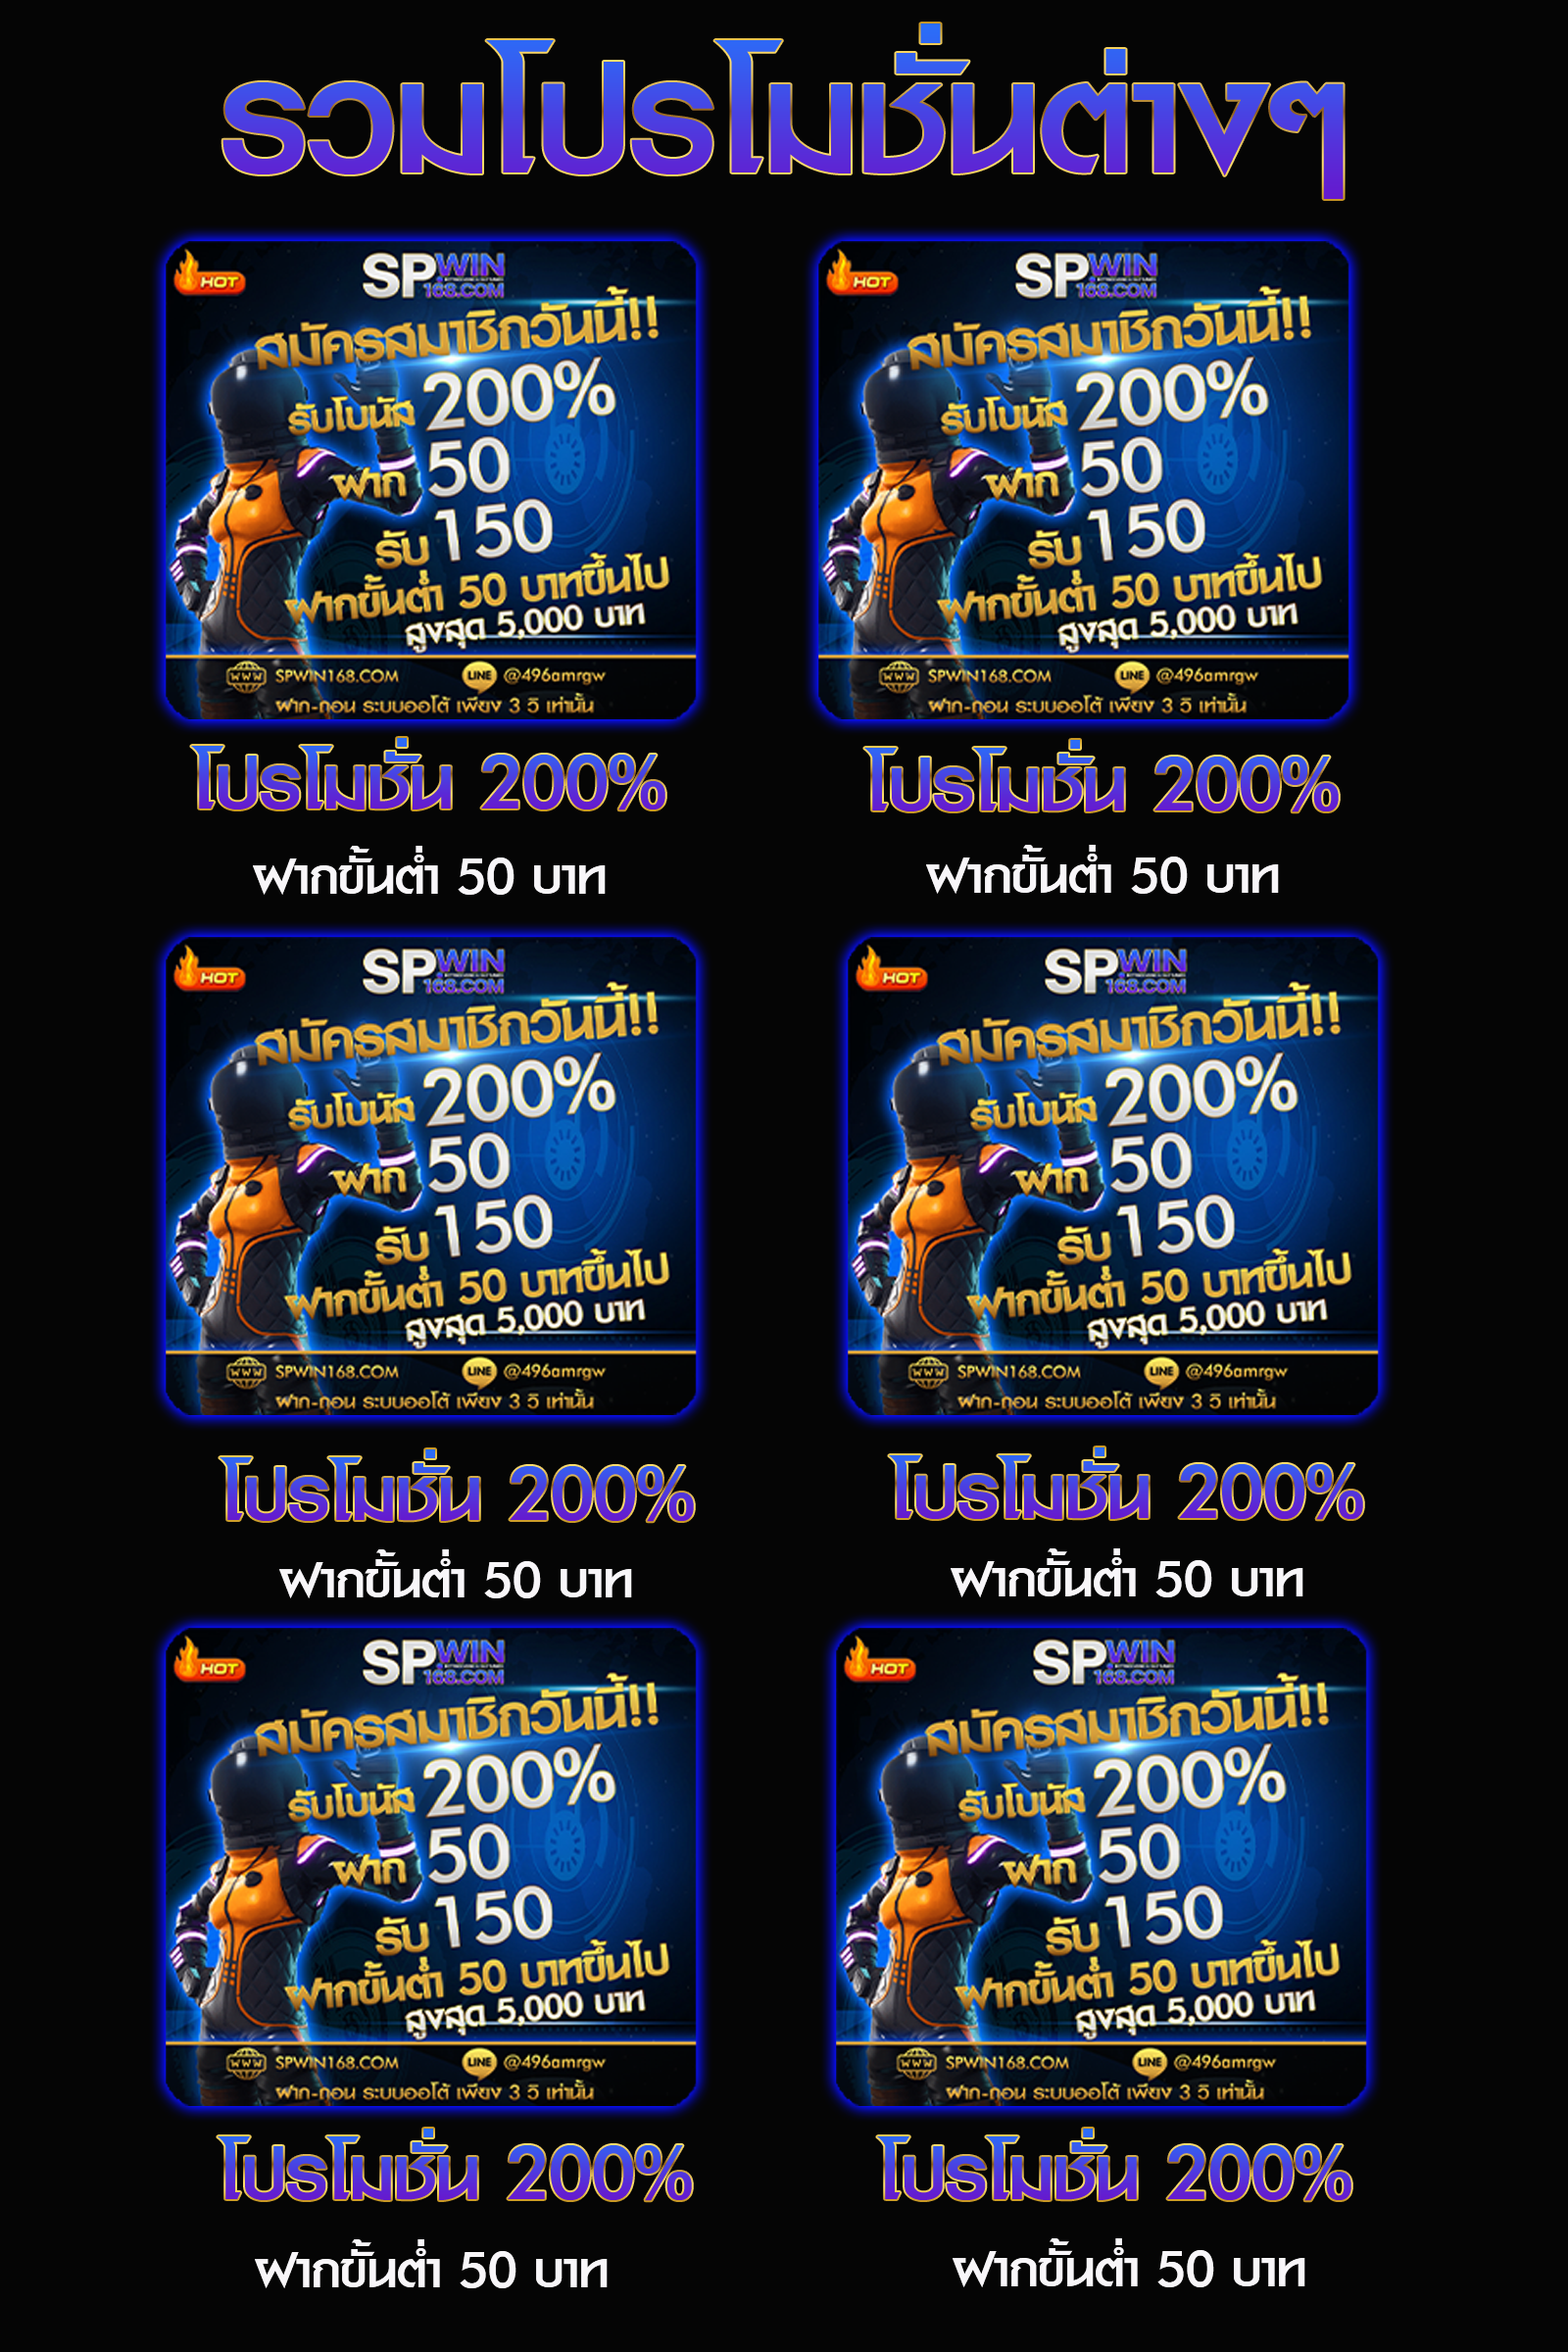 รวมโปรโมชั่นต่างๆ
HOT
SPWIN
168.COM
สมัครสมาชิกวันนี้!!
รับโบนัส 200%
ฝาก 50
รับ 150
ฝากขั้นต่ำ 50 บาทขึ้นไป
สูงสุด 5,000 บาท
WWW SPWIN168.COM LINE @496amrgw
ฝาก-ถอน ระบบออโต้ เพียง 3 วิ เท่านั้น
โปรโมชั่น 200%
ฝากขั้นต่ำ 50 บาท
HOT
SPWIN
168.COM
สมัครสมาชิกวันนี้!!
รับโบนัส 200%
ฝาก 50
รับ 150
ฝากขั้นต่ำ 50 บาทขึ้นไป
สูงสุด 5,000 บาท
WWW SPWIN168.COM LINE @496amrgw
ฝาก-ถอน ระบบออโต้ เพียง 3 วิ เท่านั้น
โปรโมชั่น 200%
ฝากขั้นต่ำ 50 บาท
HOT
SPWIN
168.COM
สมัครสมาชิกวันนี้!!
รับโบนัส 200%
ฝาก 50
รับ 150
ฝากขั้นต่ำ 50 บาทขึ้นไป
สูงสุด 5,000 บาท
WWW SPWIN168.COM LINE @496amrgw
ฝาก-ถอน ระบบออโต้ เพียง 3 วิ เท่านั้น
โปรโมชั่น 200%
ฝากขั้นต่ำ 50 บาท
HOT
SPWIN
168.COM
สมัครสมาชิกวันนี้!!
รับโบนัส 200%
ฝาก 50
รับ 150
ฝากขั้นต่ำ 50 บาทขึ้นไป
สูงสุด 5,000 บาท
WWW SPWIN168.COM LINE @496amrgw
ฝาก-ถอน ระบบออโต้ เพียง 3 วิ เท่านั้น
โปรโมชั่น 200%
ฝากขั้นต่ำ 50 บาท
HOT
SPWIN
168.COM
สมัครสมาชิกวันนี้!!
รับโบนัส 200%
ฝาก 50
รับ 150
ฝากขั้นต่ำ 50 บาทขึ้นไป
สูงสุด 5,000 บาท
WWW SPWIN168.COM LINE @496amrgw
ฝาก-ถอน ระบบออโต้ เพียง 3 วิ เท่านั้น
โปรโมชั่น 200%
ฝากขั้นต่ำ 50 บาท
HOT
SPWIN
168.COM
สมัครสมาชิกวันนี้!!
รับโบนัส 200%
ฝาก 50
รับ 150
ฝากขั้นต่ำ 50 บาทขึ้นไป
สูงสุด 5,000 บาท
WWW SPWIN168.COM LINE @496amrgw
ฝาก-ถอน ระบบออโต้ เพียง 3 วิ เท่านั้น
โปรโมชั่น 200%
ฝากขั้นต่ำ 50 บาท